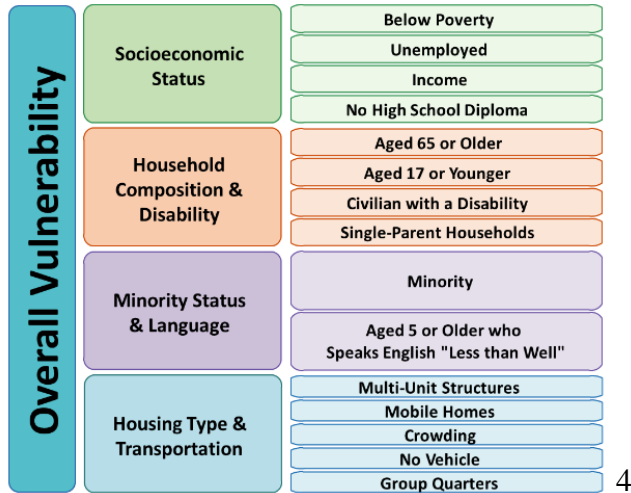 Overall Vulnerability
Socioeconomic
Status
Below Poverty
Unemployed
Income
No High School Diploma
Household
Composition &
Disability
Aged 65 or Older
Aged 17 or Younger
Civilian with a Disability
Single-Parent Households
Minority Status
& Language
Minority
Aged 5 or Older who
Speaks English "Less than Well"
Housing Type &
Transportation
Multi-Unit Structures
Mobile Homes
Crowding
No Vehicle
Group Quarters
4